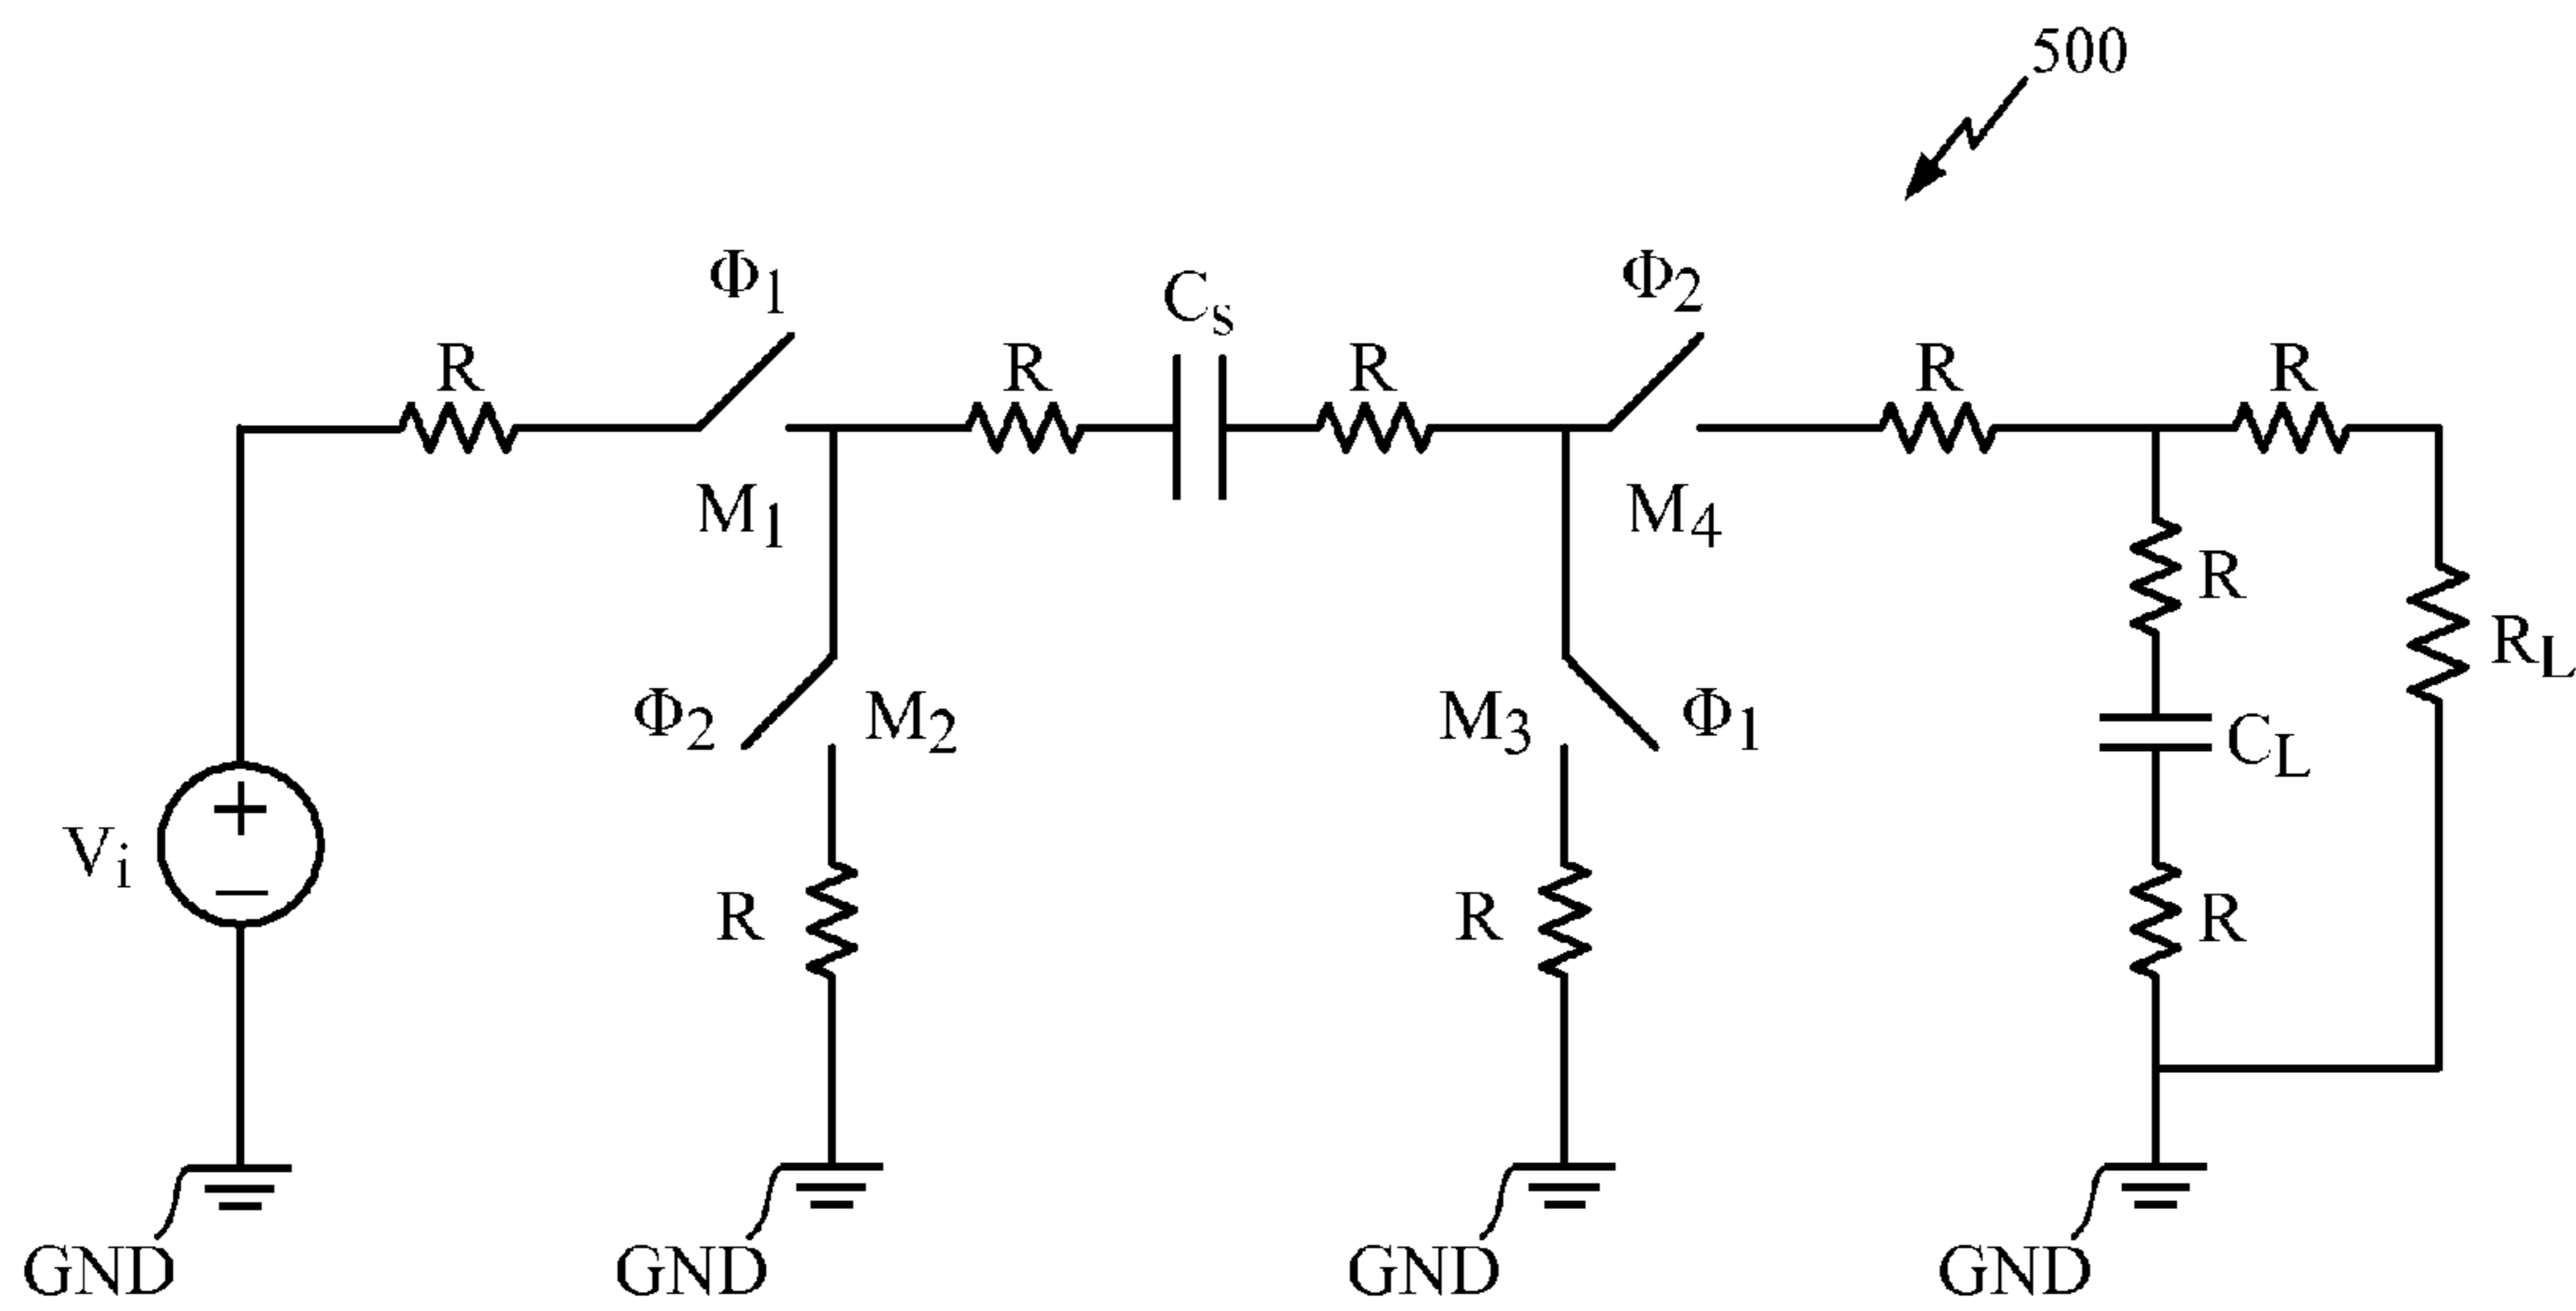 500
Φ1
Cs
Φ2
R
R
R
R
R
M1
M4
R
RL
Φ2
M2
M3
Φ1
CL
+
−
Vi
R
R
R
GND
GND
GND
GND